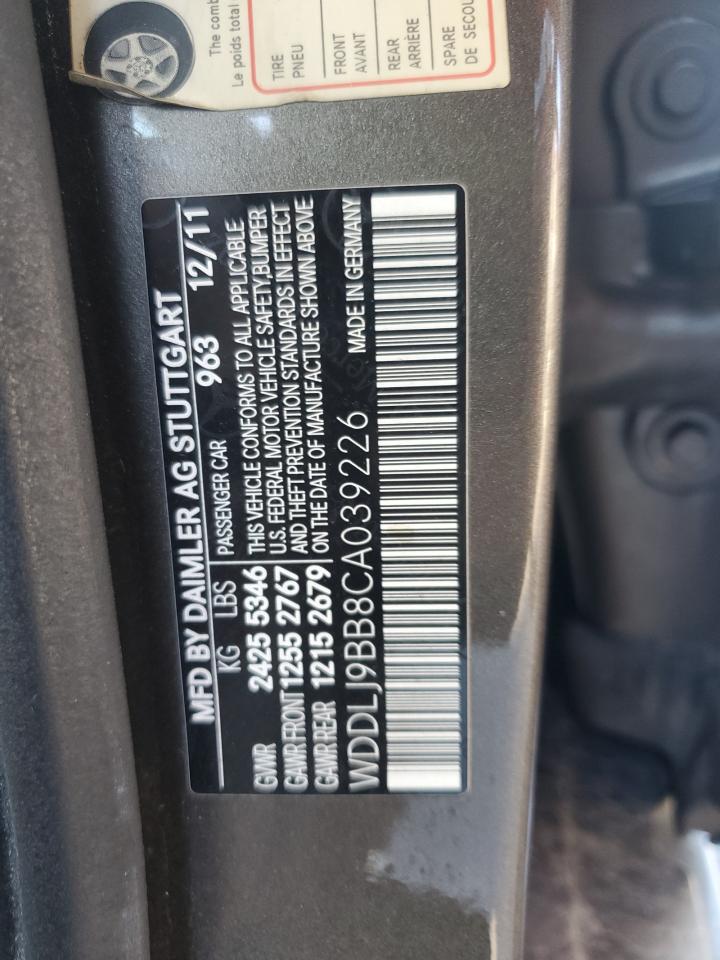 The comb
Le poids total
TIRE
PNEU
FRONT
AVANT
REAR
ARRIÈRE
SPARE
DE SECOU
MFD BY DAIMLER AG STUTTGART
KG LBS PASSENGER CAR 963 12/11
GVWR 2425 5346
GAWR FRONT 1255 2767
GAWR REAR 1215 2679
THIS VEHICLE CONFORMS TO ALL APPLICABLE
U.S. FEDERAL MOTOR VEHICLE SAFETY,BUMPER,
AND THEFT PREVENTION STANDARDS IN EFFECT
ON THE DATE OF MANUFACTURE SHOWN ABOVE
WDDLJ9BB8CA039226 MADE IN GERMANY